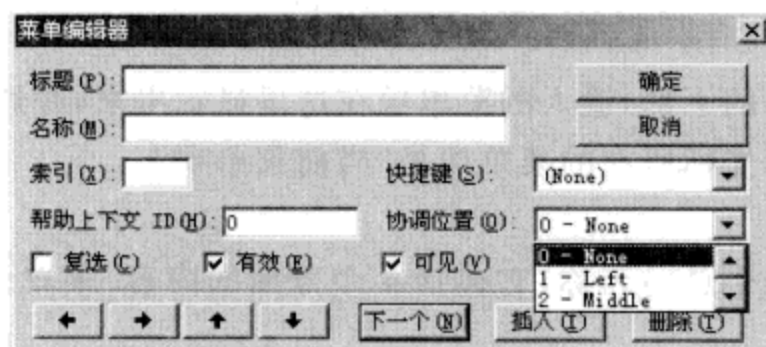 菜单编辑器
标题(P): 确定
名称(M): 取消
索引(X): 快捷键(S): (None)
帮助上下文 ID(H): 0 协调位置(O): 0 - None
复选(C) 有效(E) 可见(V) 0 - None
1 - Left
2 - Middle
下一个(N) 插入(I) 删除(T)